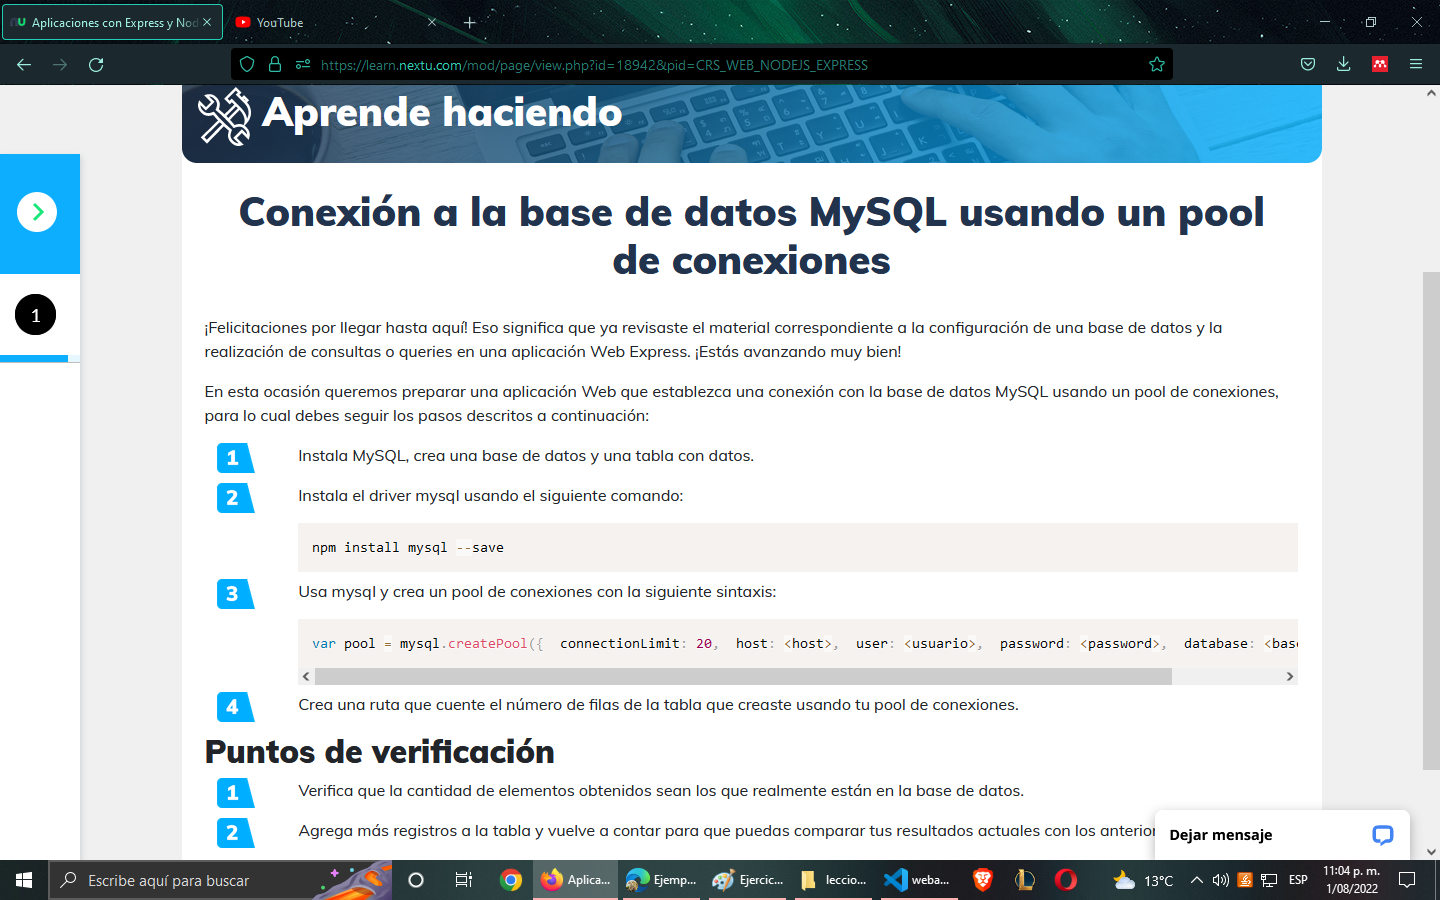 Aplicaciones con Express y Nod
YouTube
https://learn.nextu.com/mod/page/view.php?id=18942&pid=CRS_WEB_NODEJS_EXPRESS
Aprende haciendo
1
Conexión a la base de datos MySQL usando un pool
de conexiones
¡Felicitaciones por llegar hasta aquí! Eso significa que ya revisaste el material correspondiente a la configuración de una base de datos y la
realización de consultas o queries en una aplicación Web Express. ¡Estás avanzando muy bien!
En esta ocasión queremos preparar una aplicación Web que establezca una conexión con la base de datos MySQL usando un pool de conexiones,
para lo cual debes seguir los pasos descritos a continuación:
1 Instala MySQL, crea una base de datos y una tabla con datos.
2 Instala el driver mysql usando el siguiente comando:
npm install mysql --save
3 Usa mysql y crea un pool de conexiones con la siguiente sintaxis:
var pool = mysql.createPool({  connectionLimit: 20,  host: <host>,  user: <usuario>,  password: <password>,  database: <base
4 Crea una ruta que cuente el número de filas de la tabla que creaste usando tu pool de conexiones.
Puntos de verificación
1 Verifica que la cantidad de elementos obtenidos sean los que realmente están en la base de datos.
2 Agrega más registros a la tabla y vuelve a contar para que puedas comparar tus resultados actuales con los anterior
Dejar mensaje
Escribe aquí para buscar
Aplica...
Ejemp...
Ejercic...
leccio...
weba...
13°C
ESP
11:04 p. m.
1/08/2022